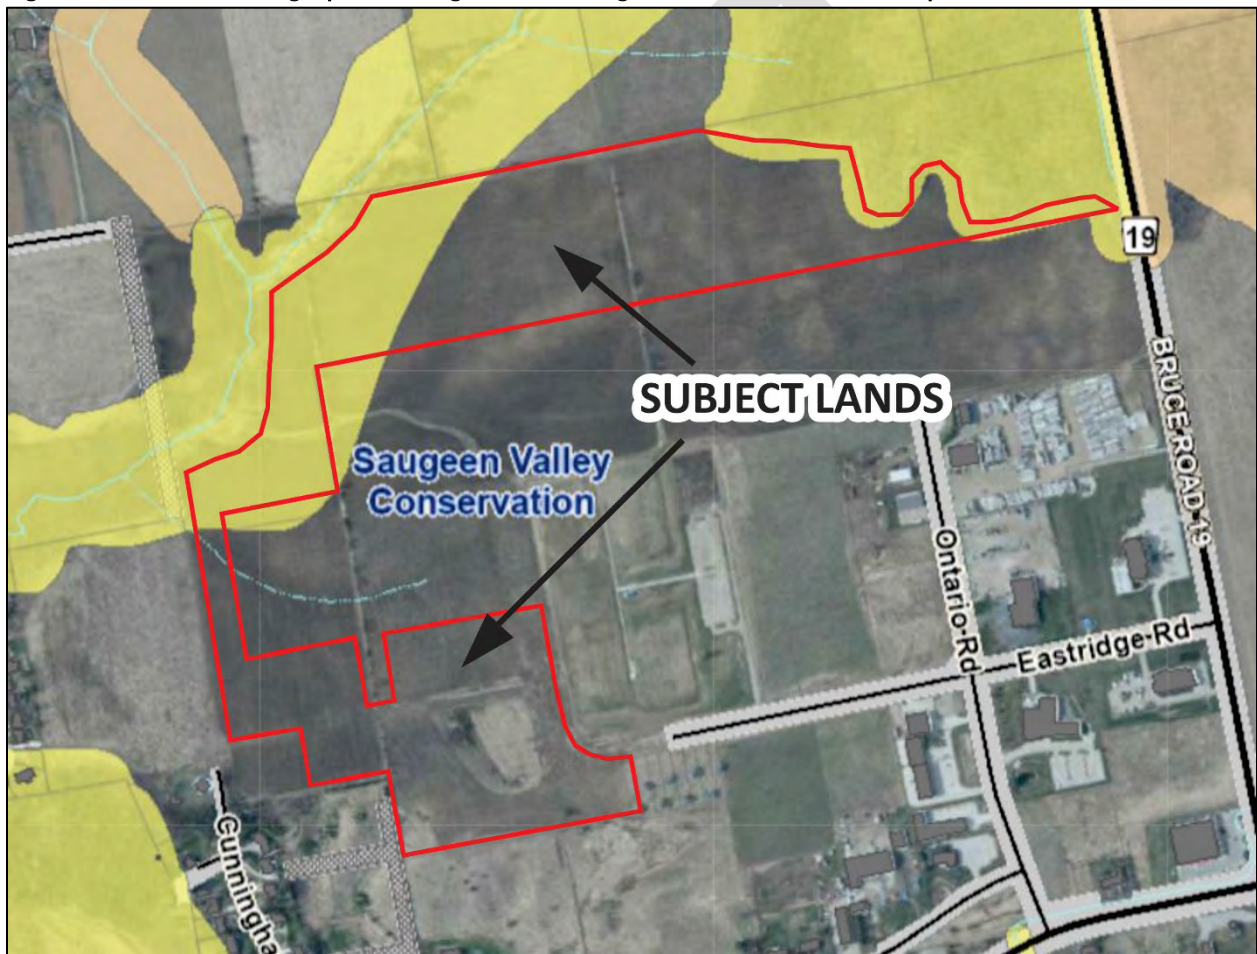 19
SUBJECT LANDS
BRUCE ROAD 19
Saugeen Valley
Conservation
Ontario Rd
Eastridge Rd
Cunningha